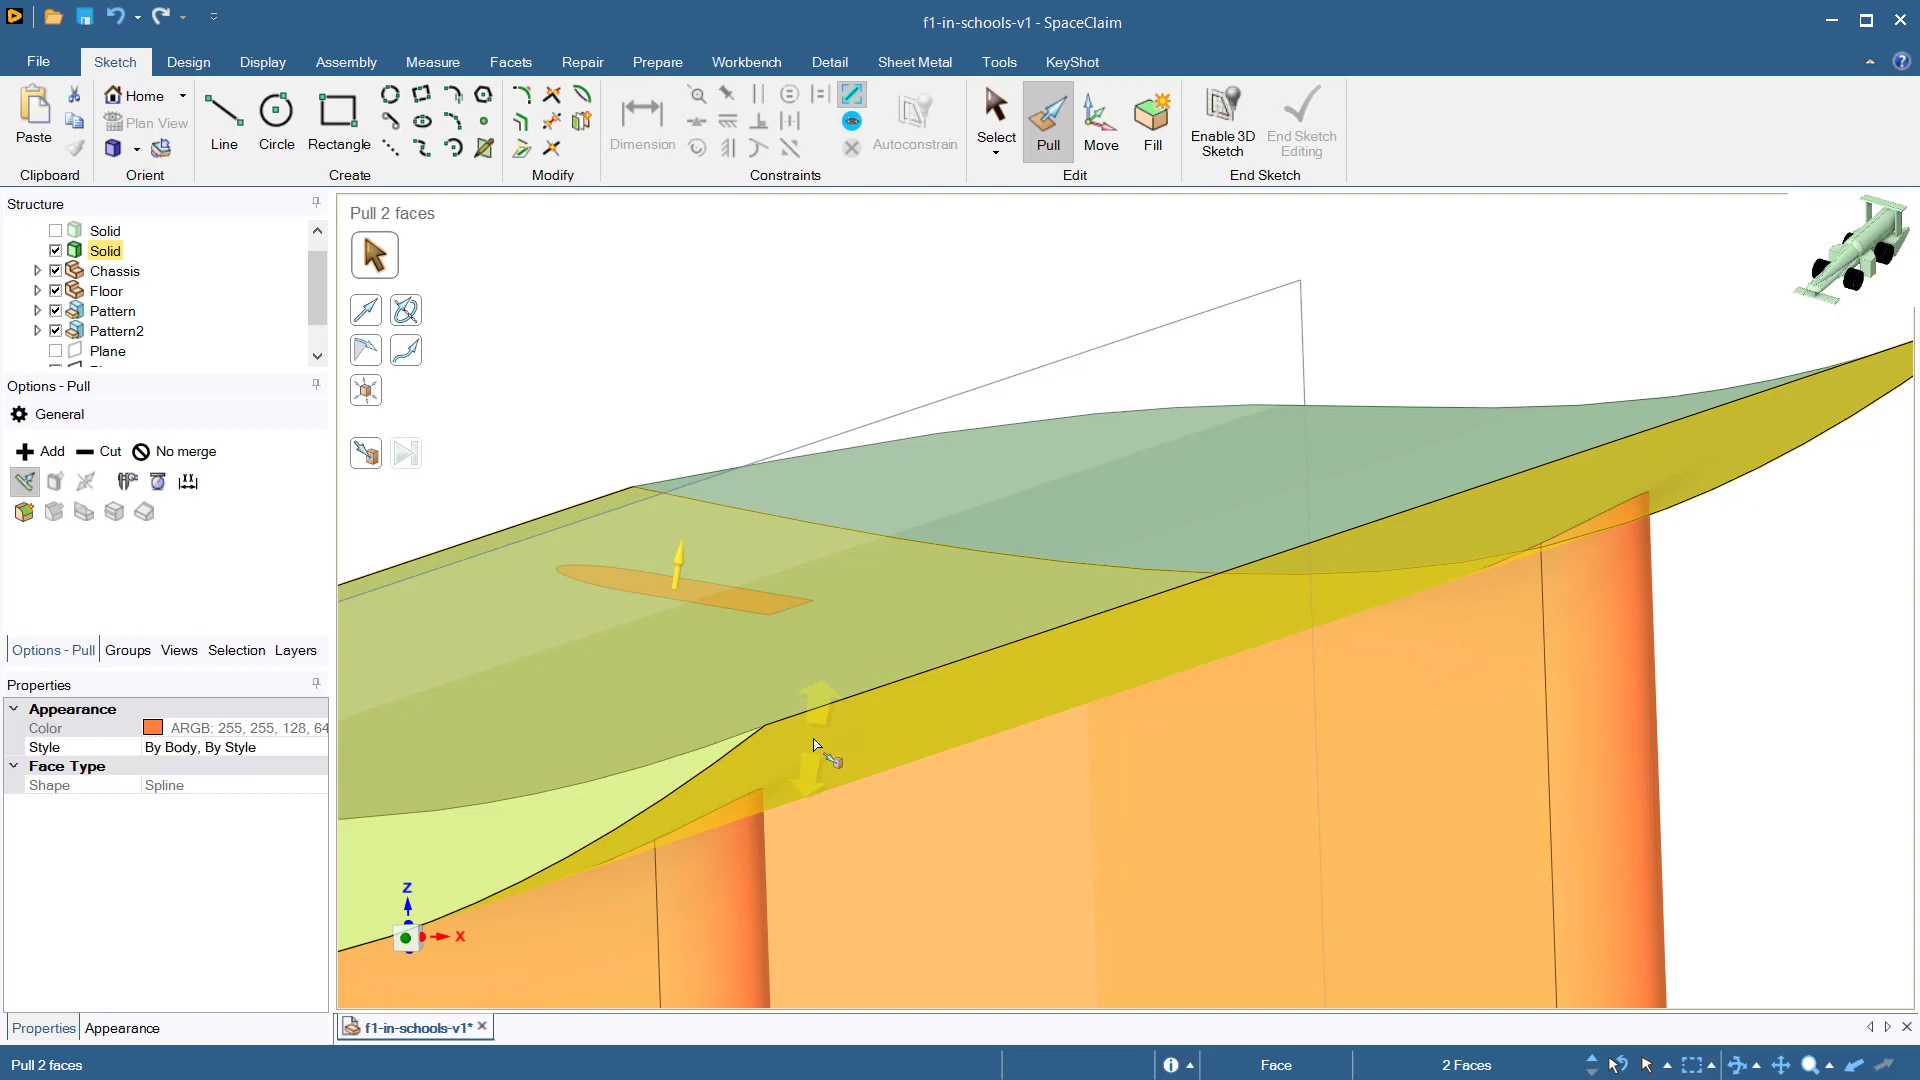 f1-in-schools-v1 - SpaceClaim
File Sketch Design Display Assembly Measure Facets Repair Prepare Workbench Detail Sheet Metal Tools KeyShot
Paste
Home
Plan View
Line Circle Rectangle
Dimension
Autoconstrain
Select Pull Move Fill
Enable 3D Sketch
End Sketch Editing
Clipboard Orient Create Modify Constraints Edit End Sketch
Structure
Solid
Solid
Chassis
Floor
Pattern
Pattern2
Plane
Options - Pull
General
Add Cut No merge
Options - Pull Groups Views Selection Layers
Properties
Appearance
Color ARGB: 255, 255, 128, 64
Style By Body, By Style
Face Type
Shape Spline
Properties Appearance
Pull 2 faces
Z
X
f1-in-schools-v1*
Pull 2 faces
Face
2 Faces